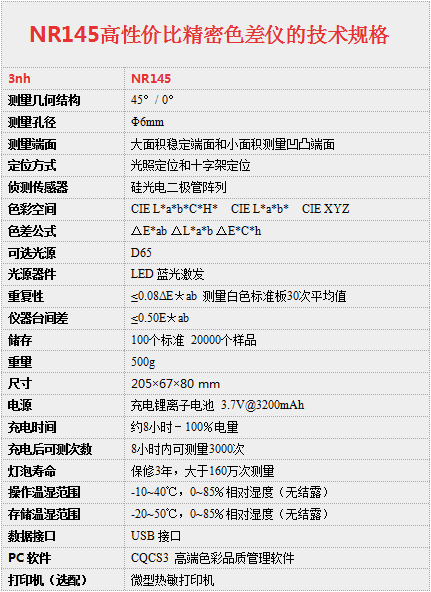 NR145高性价比精密色差仪的技术规格
3nh NR145
测量几何结构 45° / 0°
测量孔径 Φ6mm
测量端面 大面积稳定端面和小面积测量凹凸端面
定位方式 光照定位和十字架定位
侦测传感器 硅光电二极管阵列
色彩空间 CIE L*a*b*C*H* CIE L*a*b* CIE XYZ
色差公式 △E*ab △L*a*b △E*C*h
可选光源 D65
光源器件 LED 蓝光激发
重复性 ≤0.08ΔE＊ab 测量白色标准板30次平均值
仪器台间差 ≤0.50E＊ab
储存 100个标准 20000个样品
重量 500g
尺寸 205×67×80 mm
电源 充电锂离子电池 3.7V@3200mAh
充电时间 约8小时－100%电量
充电后可测次数 8小时内可测量3000次
灯泡寿命 保修3年，大于160万次测量
操作温湿范围 -10~40℃，0~85%相对湿度（无结露）
存储温湿范围 -20~50℃，0~85%相对湿度（无结露）
数据接口 USB 接口
PC 软件 CQCS3 高端色彩品质管理软件
打印机（选配） 微型热敏打印机